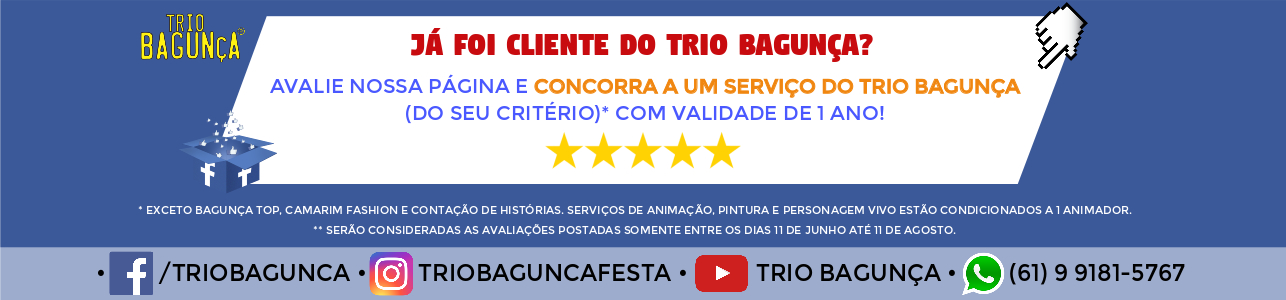 TRIO
BAGUNÇA
JÁ FOI CLIENTE DO TRIO BAGUNÇA?
AVALIE NOSSA PÁGINA E CONCORRA A UM SERVIÇO DO TRIO BAGUNÇA
(DO SEU CRITÉRIO)* COM VALIDADE DE 1 ANO!
* EXCETO BAGUNÇA TOP, CAMARIM FASHION E CONTAÇÃO DE HISTÓRIAS. SERVIÇOS DE ANIMAÇÃO, PINTURA E PERSONAGEM VIVO ESTÃO CONDICIONADOS A 1 ANIMADOR.
** SERÃO CONSIDERADAS AS AVALIAÇÕES POSTADAS SOMENTE ENTRE OS DIAS 11 DE JUNHO ATÉ 11 DE AGOSTO.
• /TRIOBAGUNCA • TRIOBAGUNCAFESTA • TRIO BAGUNÇA • (61) 9 9181-5767